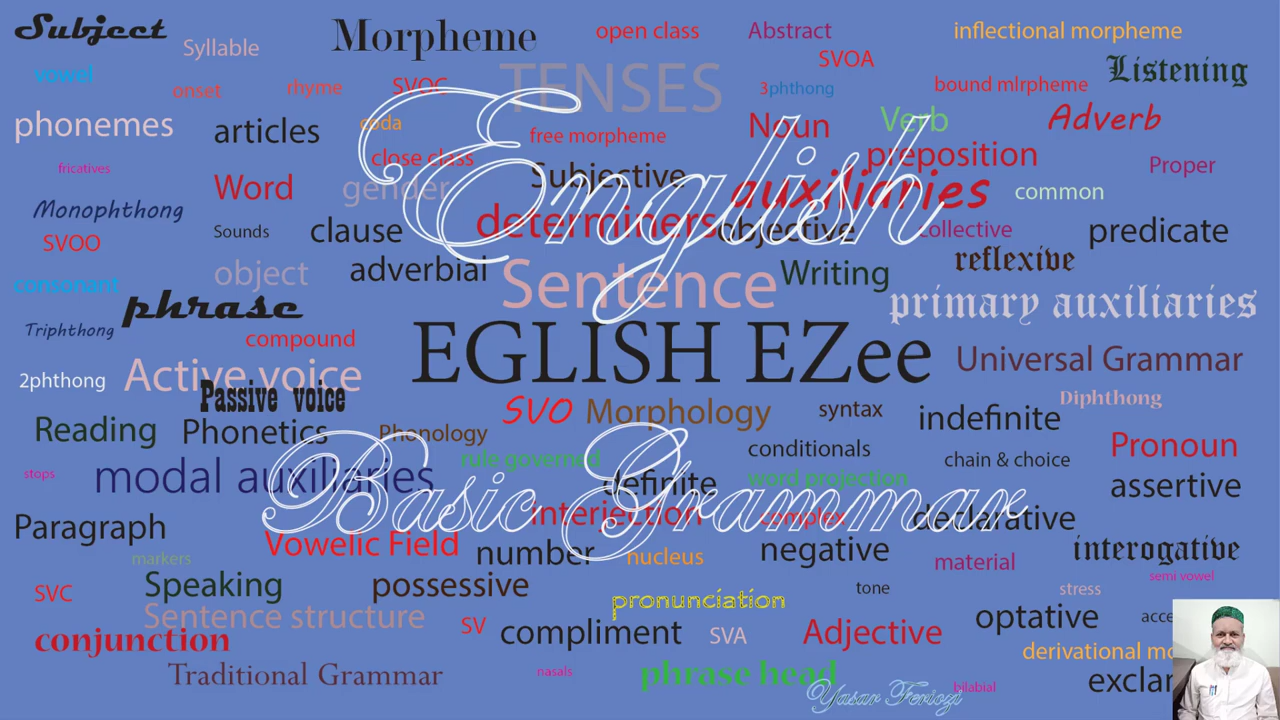 Subject
Syllable
Morpheme
open class
Abstract
inflectional morpheme
SVOA
Listening
vowel
onset
rhyme
SVOC
TENSES
3phthong
bound mlrpheme
phonemes
articles
coda
free morpheme
Noun
Verb
Adverb
close class
preposition
Proper
fricatives
Word
gender
Subjective
auxiliaries
common
English
Monophthong
SVOO
Sounds
clause
determiners
objective
collective
predicate
object
adverbial
Sentence
Writing
reflexive
consonant
phrase
primary auxiliaries
Triphthong
compound
EGLISH EZee
Universal Grammar
2phthong
Active voice
Passive voice
Diphthong
SVO
Morphology
syntax
indefinite
Reading
Phonetics
Phonology
conditionals
Pronoun
rule governed
chain & choice
stops
modal auxiliaries
definite
word projection
assertive
Basic Grammar
Paragraph
Interjection
complex
declarative
Vowelic Field
number
nucleus
negative
interogative
markers
material
semi vowel
Speaking
possessive
tone
stress
SVC
pronunciation
Sentence structure
optative
acce
conjunction
SV
compliment
SVA
Adjective
derivational mo
Traditional Grammar
nasals
phrase head
bilabial
exclam
Yasar Feriozi